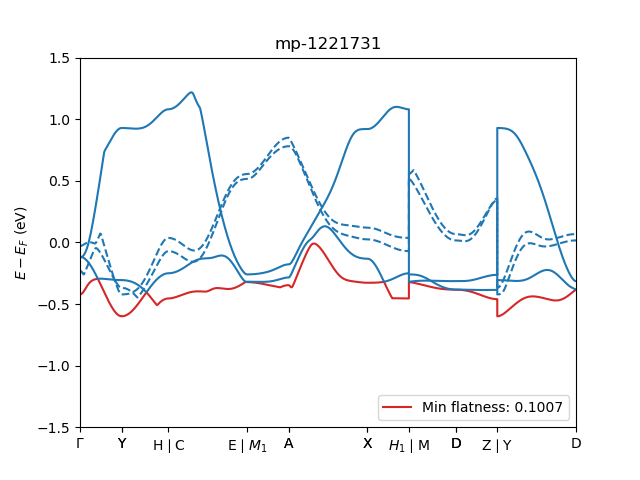 mp-1221731
E − E_F (eV)
1.5
1.0
0.5
0.0
−0.5
−1.0
−1.5
Min flatness: 0.1007
Γ Y H | C E | M₁ A X H₁ | M D Z | Y D